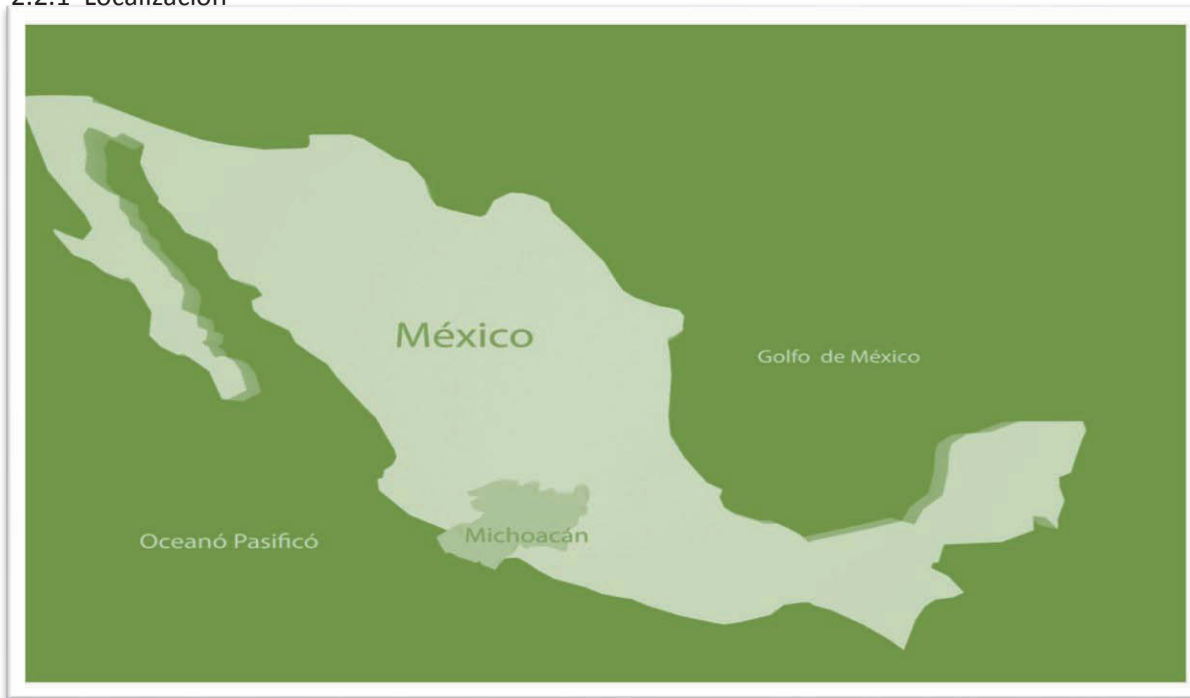 2.2.1 Localización
México
Golfo de México
Michoacán
Oceanó Pasificó